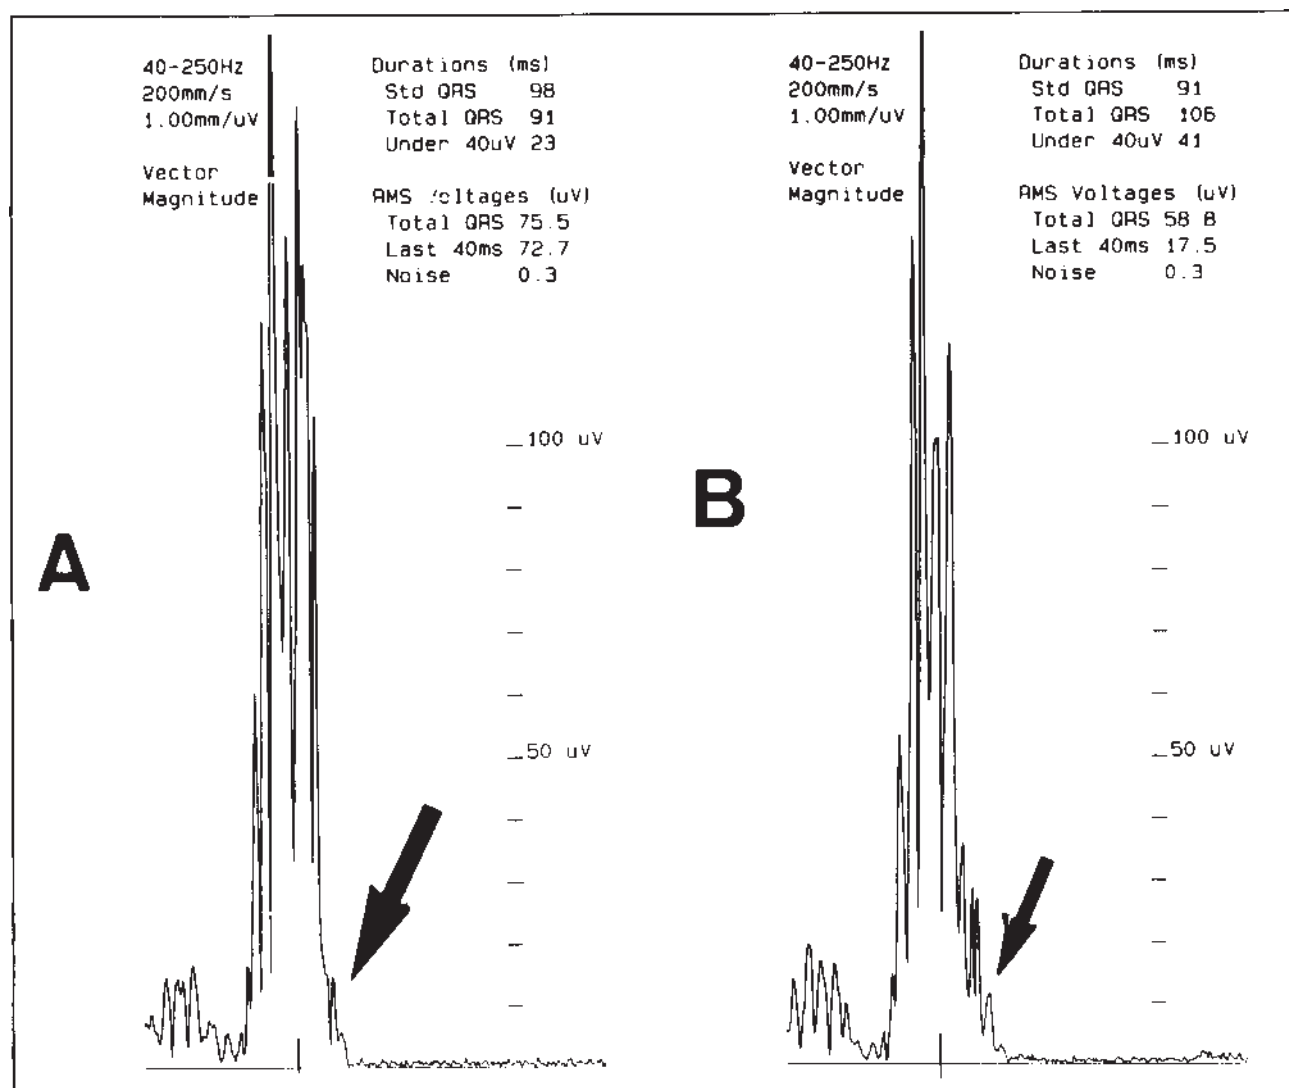 40-250Hz
200mm/s
1.00mm/uV
Vector
Magnitude
Durations (ms)
Std QRS 98
Total QRS 91
Under 40uV 23
RMS Voltages (uV)
Total QRS 75.5
Last 40ms 72.7
Noise 0.3
100 uV
50 uV
A
40-250Hz
200mm/s
1.00mm/uV
Vector
Magnitude
Durations (ms)
Std QRS 91
Total QRS 106
Under 40uV 41
RMS Voltages (uV)
Total QRS 58 8
Last 40ms 17.5
Noise 0.3
100 uV
50 uV
B